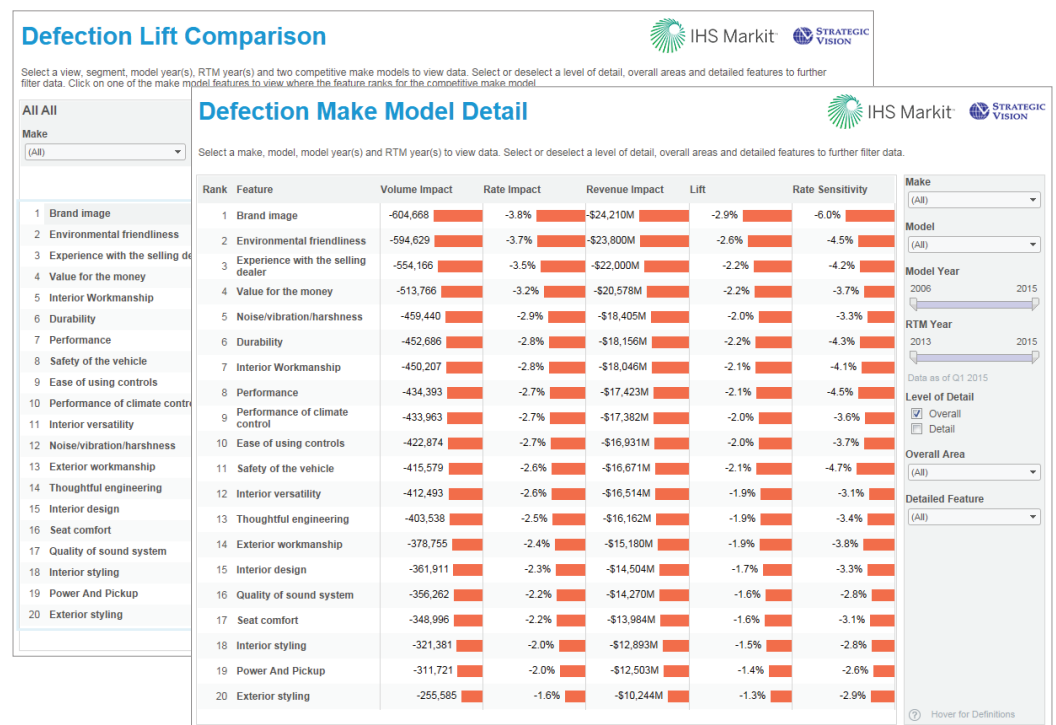 Defection Lift Comparison
IHS Markit™
STRATEGIC
VISION
Select a view, segment, model year(s), RTM year(s) and two competitive make models to view data. Select or deselect a level of detail, overall areas and detailed features to further
filter data. Click on one of the make model features to view where the feature ranks for the competitive make model
All All
Make
(All)
1 Brand image
2 Environmental friendliness
3 Experience with the selling de
4 Value for the money
5 Interior Workmanship
6 Durability
7 Performance
8 Safety of the vehicle
9 Ease of using controls
10 Performance of climate contr
11 Interior versatility
12 Noise/vibration/harshness
13 Exterior workmanship
14 Thoughtful engineering
15 Interior design
16 Seat comfort
17 Quality of sound system
18 Interior styling
19 Power And Pickup
20 Exterior styling
Defection Make Model Detail
IHS Markit™
STRATEGIC
VISION
Select a make, model, model year(s) and RTM year(s) to view data. Select or deselect a level of detail, overall areas and detailed features to further filter data.
Rank Feature Volume Impact Rate Impact Revenue Impact Lift Rate Sensitivity
1 Brand image -604,668 -3.8% -$24,210M -2.9% -6.0%
2 Environmental friendliness -594,629 -3.7% -$23,800M -2.6% -4.5%
3 Experience with the selling
dealer -554,166 -3.5% -$22,000M -2.2% -4.2%
4 Value for the money -513,766 -3.2% -$20,578M -2.2% -3.7%
5 Noise/vibration/harshness -459,440 -2.9% -$18,405M -2.0% -3.3%
6 Durability -452,686 -2.8% -$18,156M -2.2% -4.3%
7 Interior Workmanship -450,207 -2.8% -$18,046M -2.1% -4.1%
8 Performance -434,393 -2.7% -$17,423M -2.1% -4.5%
9 Performance of climate
control -433,963 -2.7% -$17,382M -2.0% -3.6%
10 Ease of using controls -422,874 -2.7% -$16,931M -2.0% -3.7%
11 Safety of the vehicle -415,579 -2.6% -$16,671M -2.1% -4.7%
12 Interior versatility -412,493 -2.6% -$16,514M -1.9% -3.1%
13 Thoughtful engineering -403,538 -2.5% -$16,162M -1.9% -3.4%
14 Exterior workmanship -378,755 -2.4% -$15,180M -1.9% -3.8%
15 Interior design -361,911 -2.3% -$14,504M -1.7% -3.3%
16 Quality of sound system -356,262 -2.2% -$14,270M -1.6% -2.8%
17 Seat comfort -348,996 -2.2% -$13,984M -1.6% -3.1%
18 Interior styling -321,381 -2.0% -$12,893M -1.5% -2.8%
19 Power And Pickup -311,721 -2.0% -$12,503M -1.4% -2.6%
20 Exterior styling -255,585 -1.6% -$10,244M -1.3% -2.9%
Make
(All)
Model
(All)
Model Year
2006 2015
RTM Year
2013 2015
Data as of Q1 2015
Level of Detail
Overall
Detail
Overall Area
(All)
Detailed Feature
(All)
? Hover for Definitions